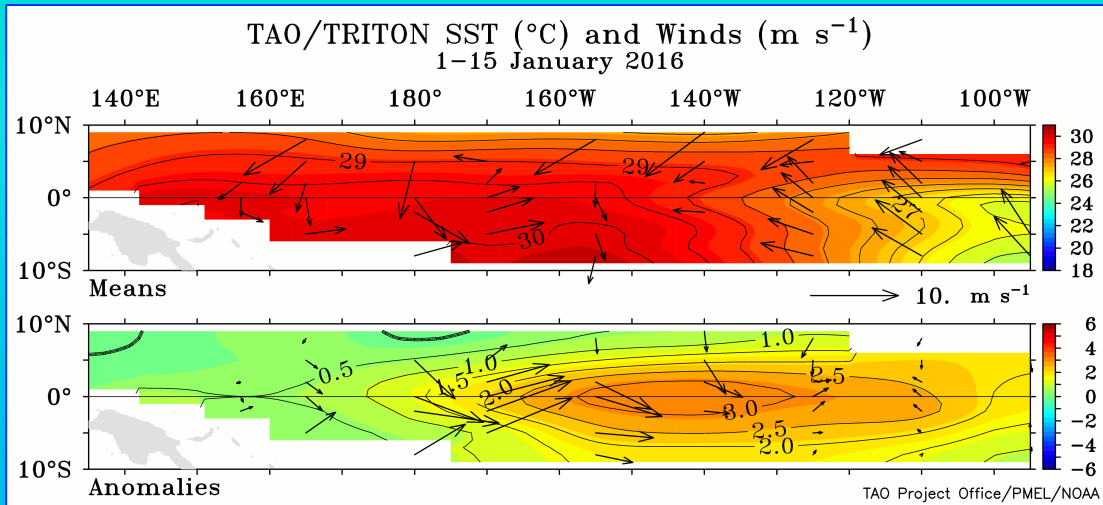 TAO/TRITON SST (°C) and Winds (m s⁻¹)
1-15 January 2016
140°E 160°E 180° 160°W 140°W 120°W 100°W
10°N
0°
10°S
29
29
27
30
30
28
26
24
22
20
18
Means
10. m s⁻¹
10°N
0°
10°S
0.5
1.0
1.5
2.0
1.0
2.5
3.0
2.5
2.0
6
4
2
0
-2
-4
-6
Anomalies
TAO Project Office/PMEL/NOAA